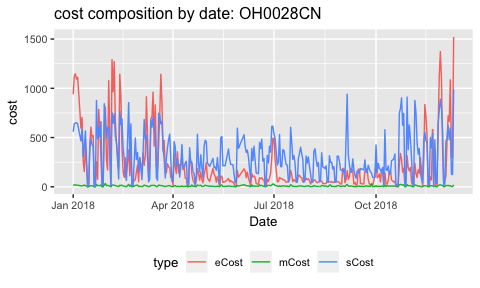 cost composition by date: OH0028CN
1500
1000
500
0
cost
Jan 2018 Apr 2018 Jul 2018 Oct 2018
Date
type eCost mCost sCost